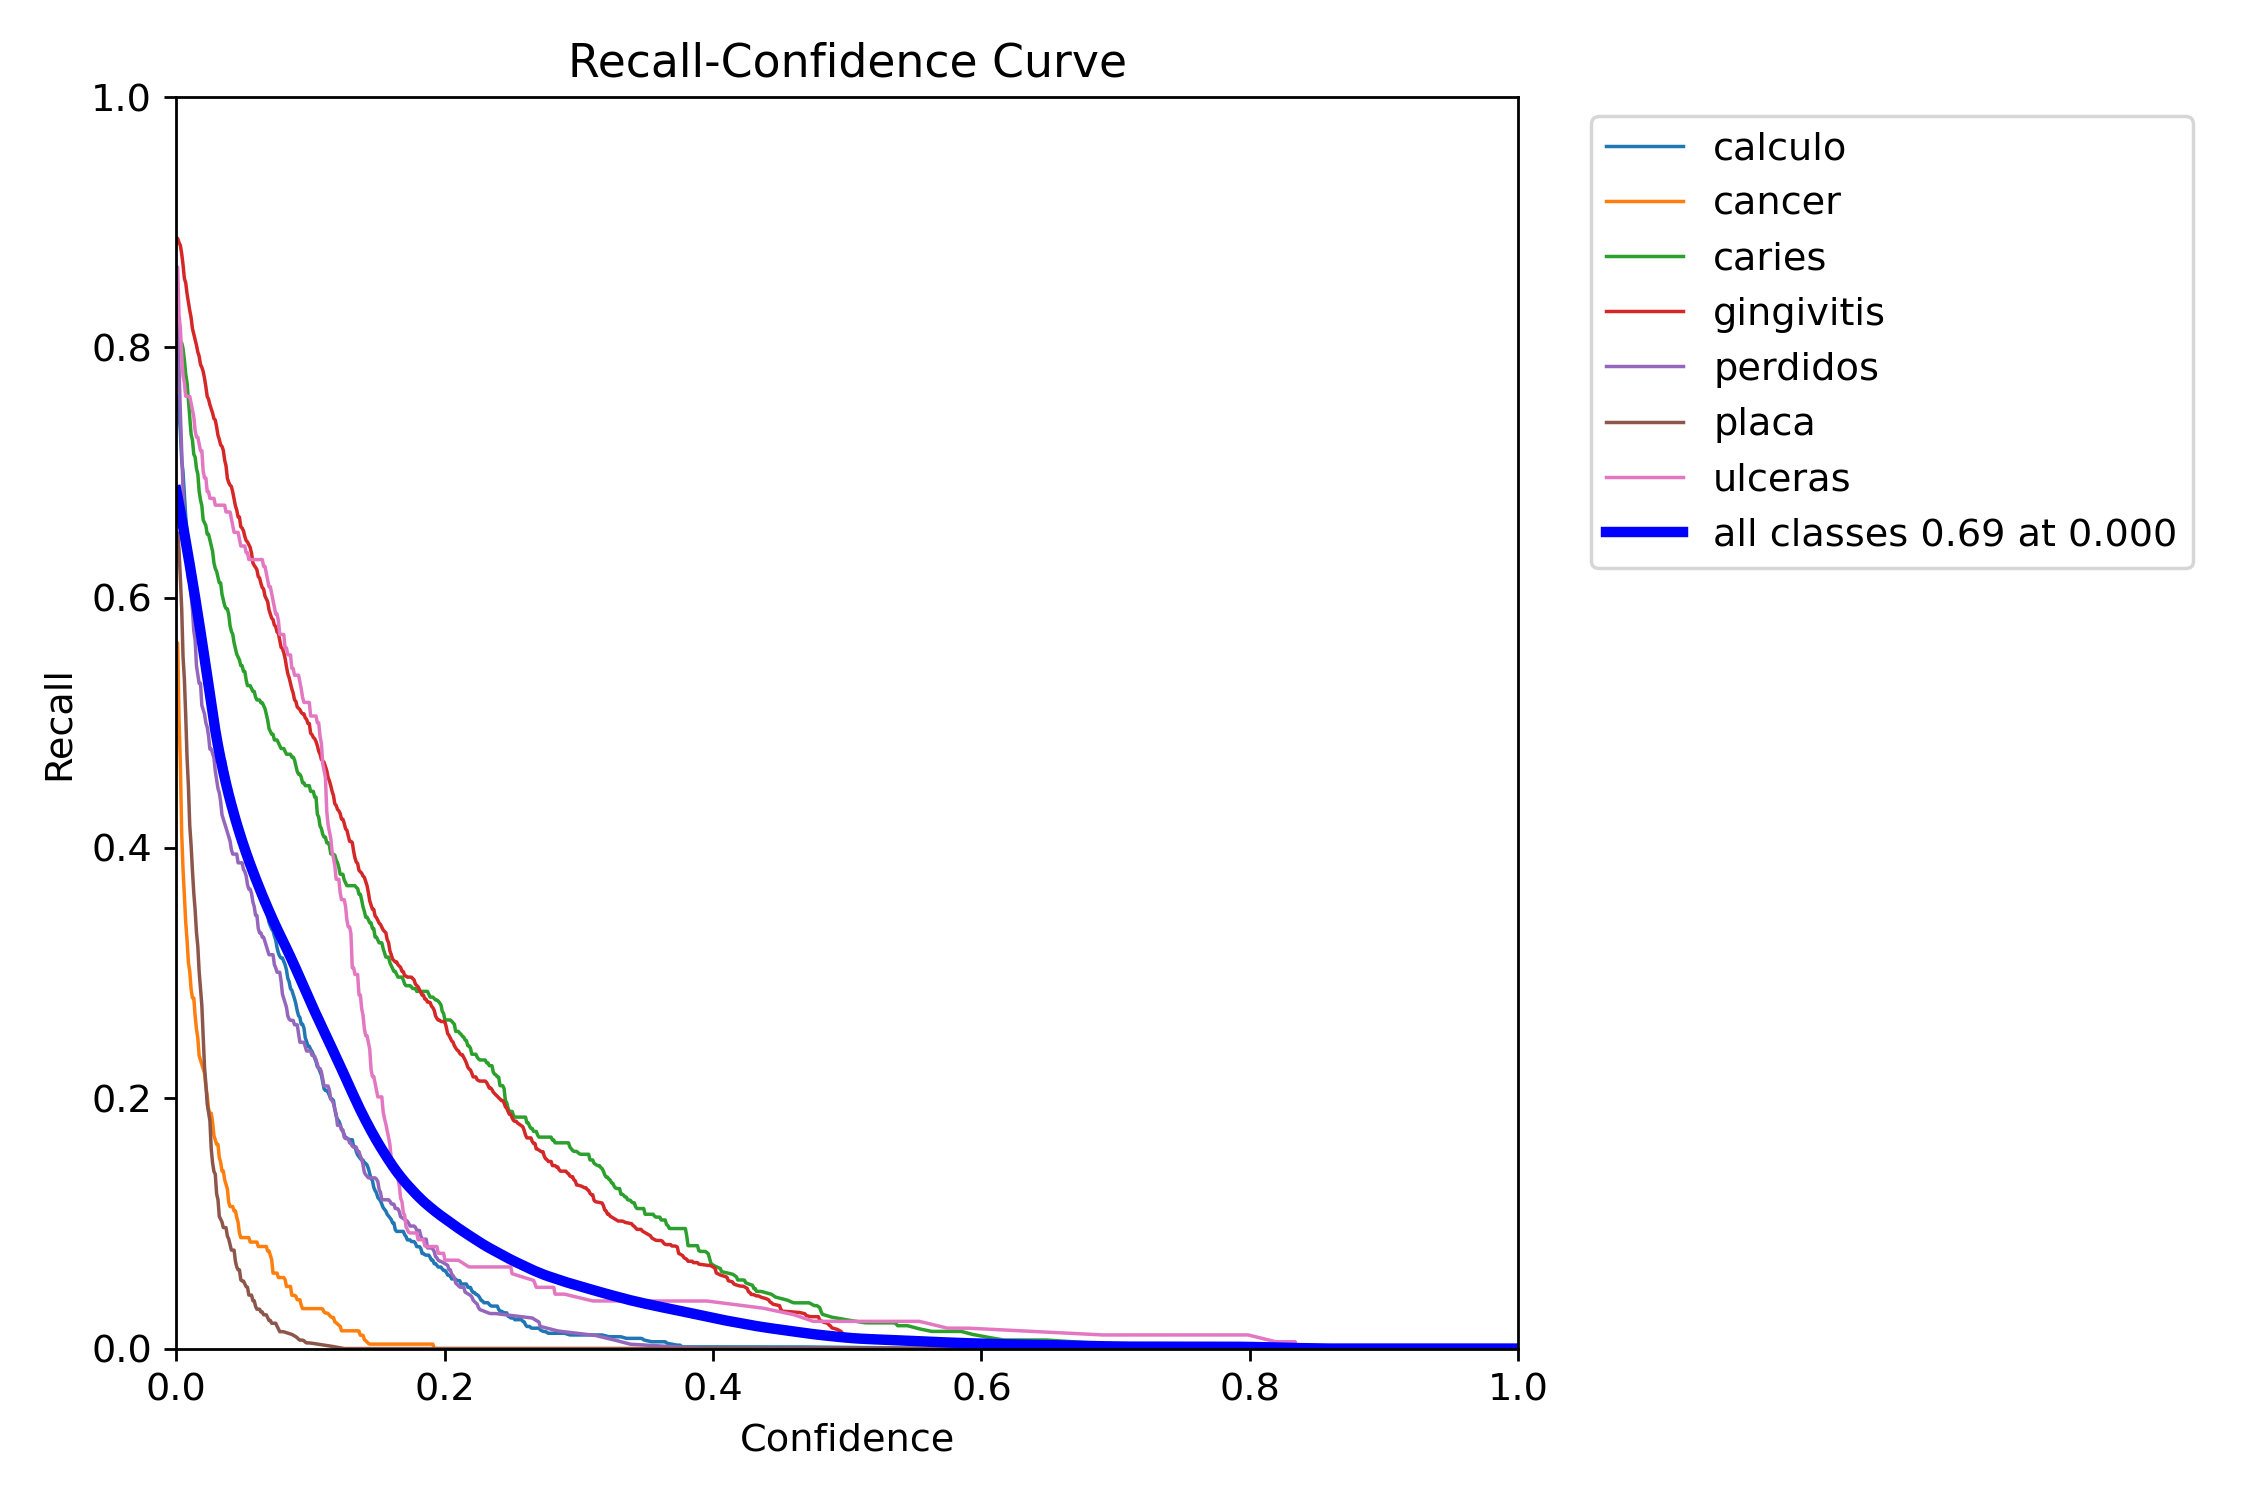 Recall-Confidence Curve
1.0
0.8
0.6
0.4
0.2
0.0
Recall
0.0 0.2 0.4 0.6 0.8 1.0
Confidence
calculo
cancer
caries
gingivitis
perdidos
placa
ulceras
all classes 0.69 at 0.000